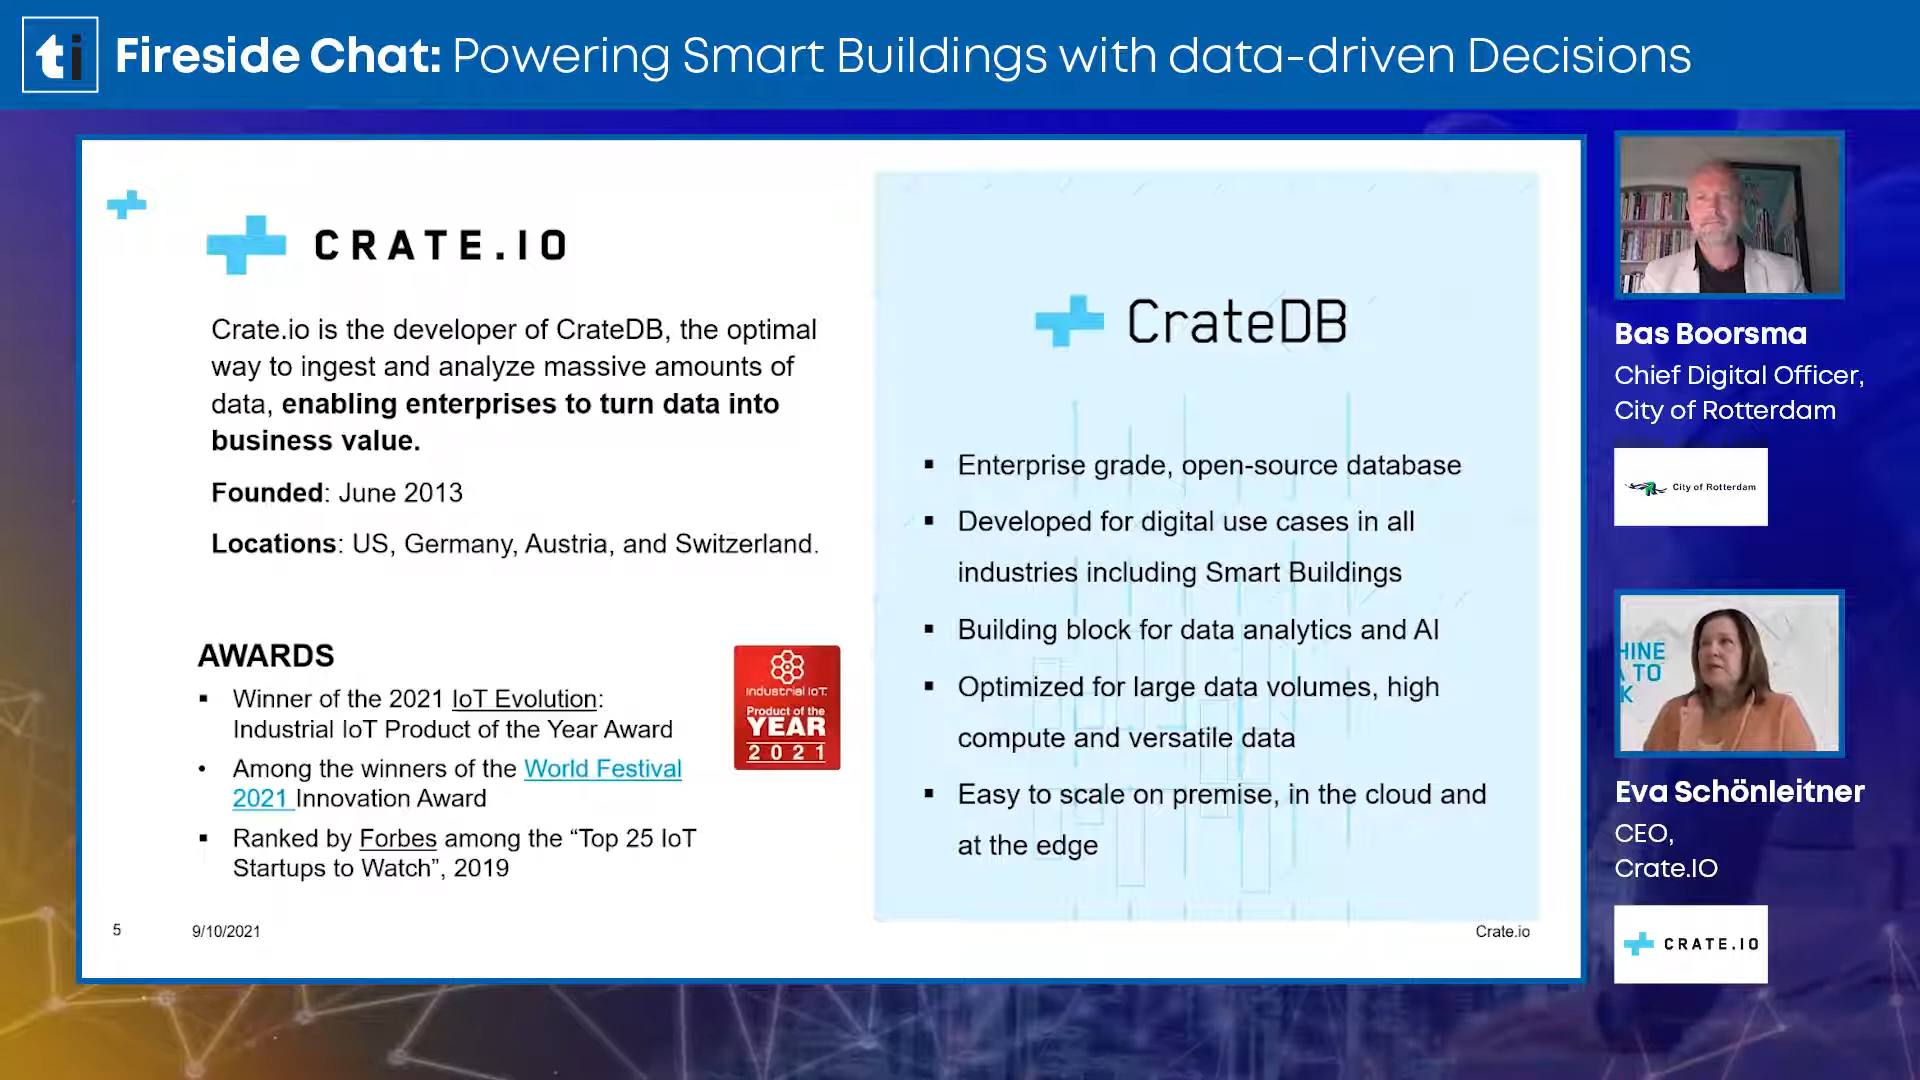 ti Fireside Chat: Powering Smart Buildings with data-driven Decisions
CRATE.IO
Crate.io is the developer of CrateDB, the optimal
way to ingest and analyze massive amounts of
data, enabling enterprises to turn data into
business value.
Founded: June 2013
Locations: US, Germany, Austria, and Switzerland.
AWARDS
▪ Winner of the 2021 IoT Evolution:
Industrial IoT Product of the Year Award
• Among the winners of the World Festival
2021 Innovation Award
▪ Ranked by Forbes among the “Top 25 IoT
Startups to Watch”, 2019
Industrial IoT
Product of the
YEAR
2021
5
9/10/2021
CrateDB
▪ Enterprise grade, open-source database
▪ Developed for digital use cases in all
industries including Smart Buildings
▪ Building block for data analytics and AI
▪ Optimized for large data volumes, high
compute and versatile data
▪ Easy to scale on premise, in the cloud and
at the edge
Crate.io
Bas Boorsma
Chief Digital Officer,
City of Rotterdam
City of Rotterdam
HINE
TO
K
Eva Schönleitner
CEO,
Crate.IO
CRATE.IO